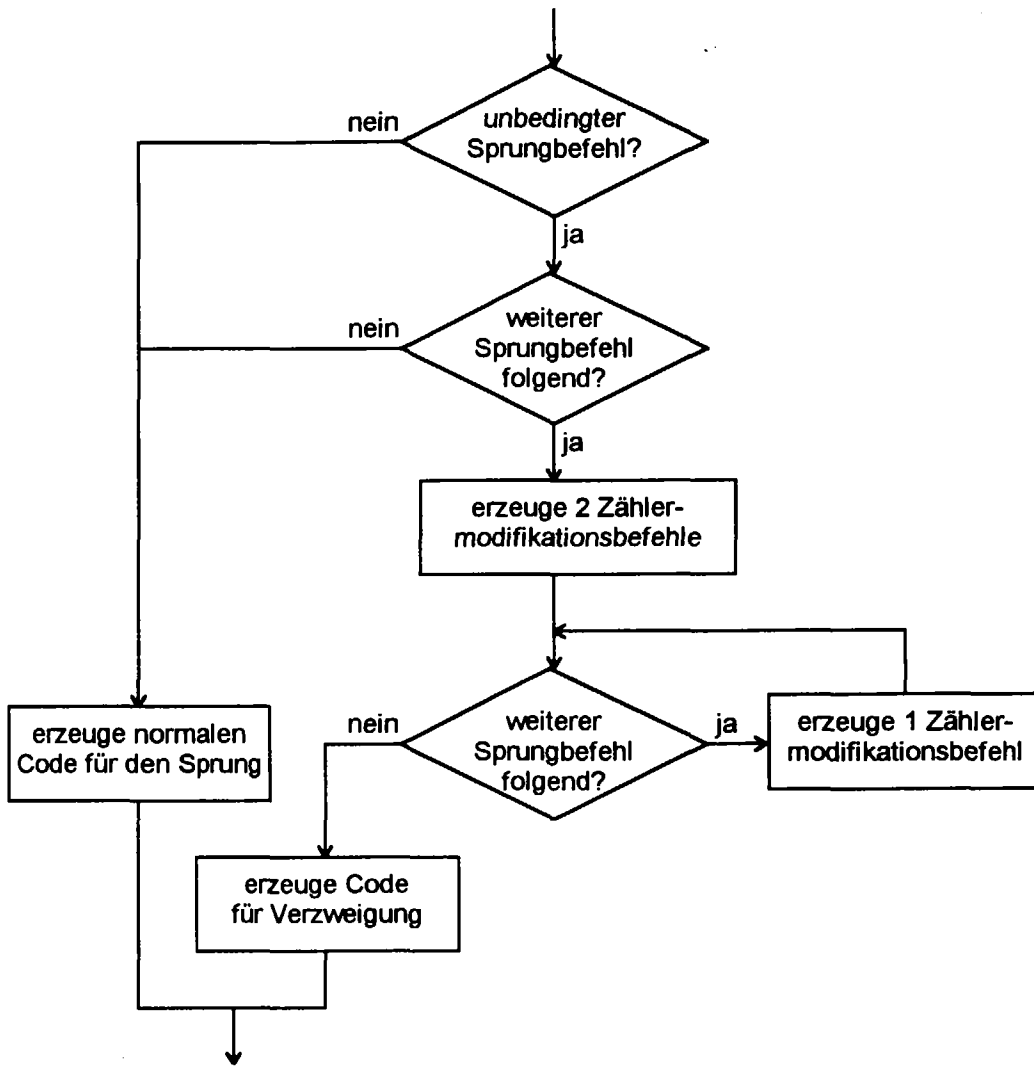 unbedingter
nein
Sprungbefehl?
ja
weiterer
nein
Sprungbefehl
folgend?
ja
erzeuge 2 Zähler-
modifikationsbefehle
erzeuge normalen
Code für den Sprung
nein
weiterer
Sprungbefehl
folgend?
ja
erzeuge 1 Zähler-
modifikationsbefehl
erzeuge Code
für Verzweigung